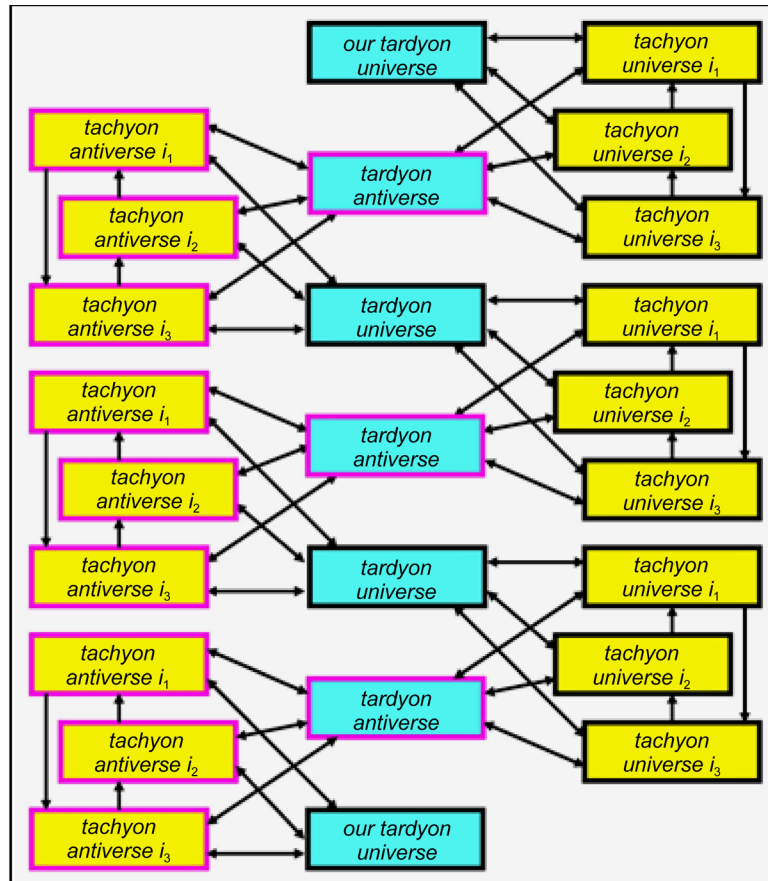 our tardyon
universe
tachyon
universe i₁
tachyon
antiverse i₁
tachyon
universe i₂
tardyon
antiverse
tachyon
antiverse i₂
tachyon
universe i₃
tachyon
antiverse i₃
tardyon
universe
tachyon
universe i₁
tachyon
antiverse i₁
tachyon
universe i₂
tardyon
antiverse
tachyon
antiverse i₂
tachyon
universe i₃
tachyon
antiverse i₃
tardyon
universe
tachyon
universe i₁
tachyon
antiverse i₁
tachyon
universe i₂
tardyon
antiverse
tachyon
antiverse i₂
tachyon
universe i₃
tachyon
antiverse i₃
our tardyon
universe